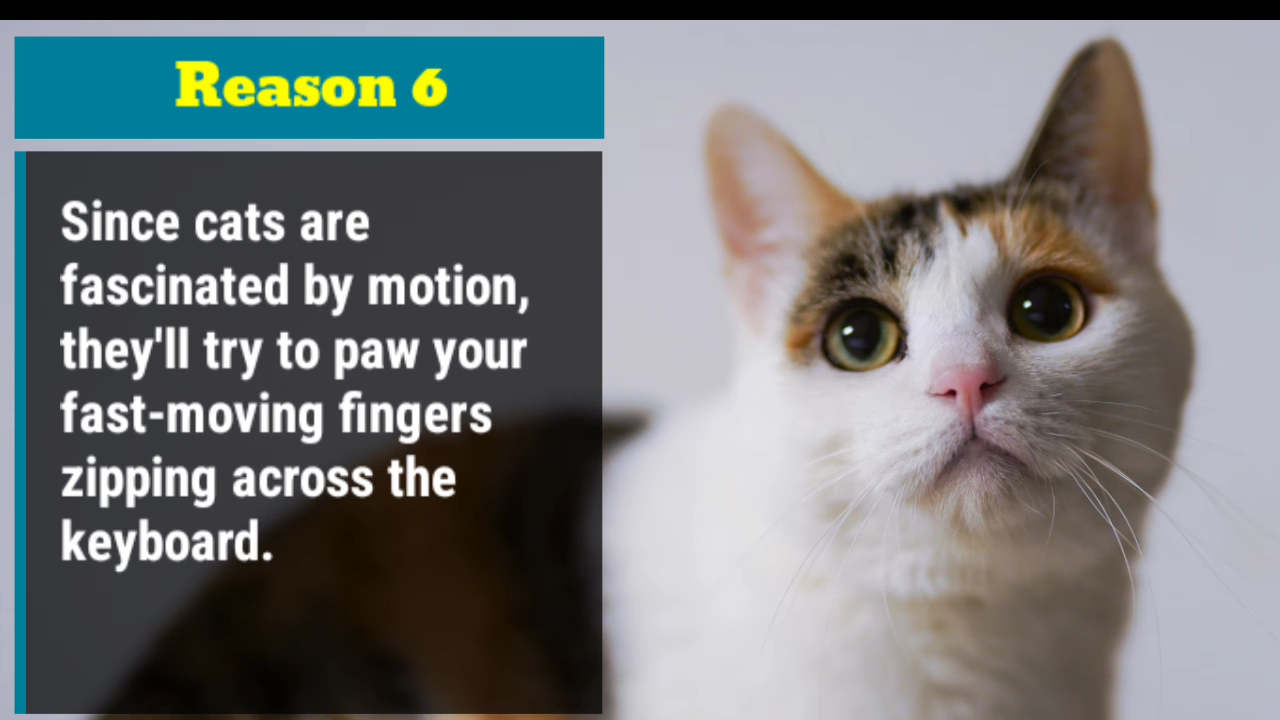 Reason 6
Since cats are
fascinated by motion,
they'll try to paw your
fast-moving fingers
zipping across the
keyboard.